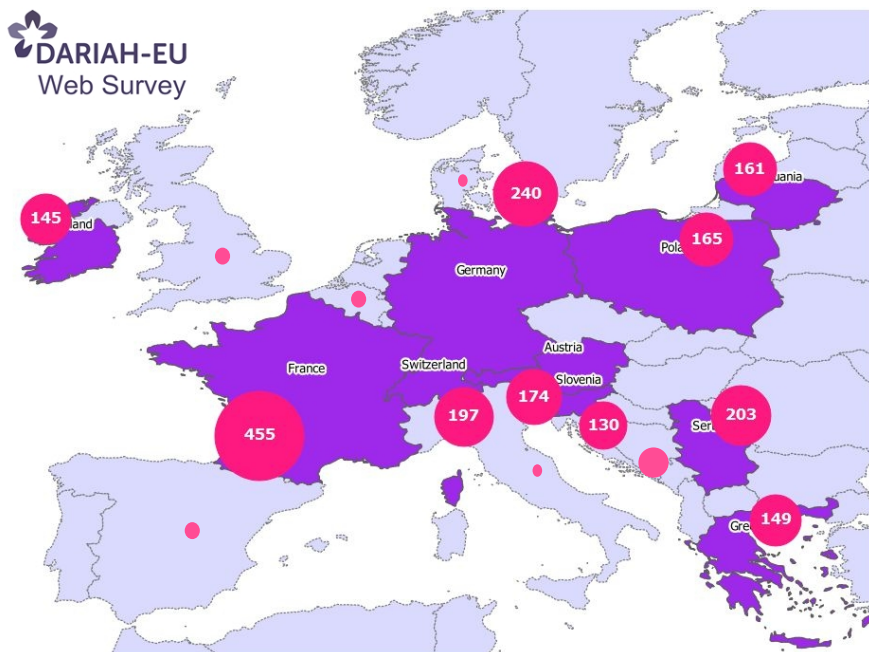 DARIAH-EU
Web Survey
161
240
145
165
Germany
Austria
France
Switzerland
Slovenia
174
203
197
130
455
149